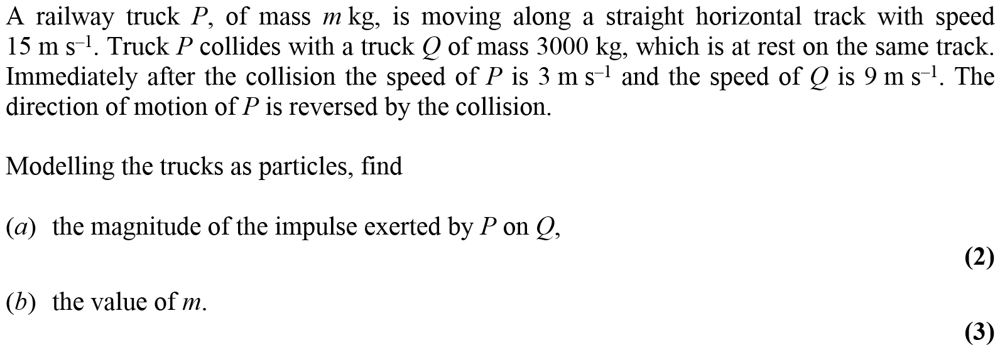 A railway truck P, of mass m kg, is moving along a straight horizontal track with speed
15 m s⁻¹. Truck P collides with a truck Q of mass 3000 kg, which is at rest on the same track.
Immediately after the collision the speed of P is 3 m s⁻¹ and the speed of Q is 9 m s⁻¹. The
direction of motion of P is reversed by the collision.
Modelling the trucks as particles, find
(a) the magnitude of the impulse exerted by P on Q,
(2)
(b) the value of m.
(3)